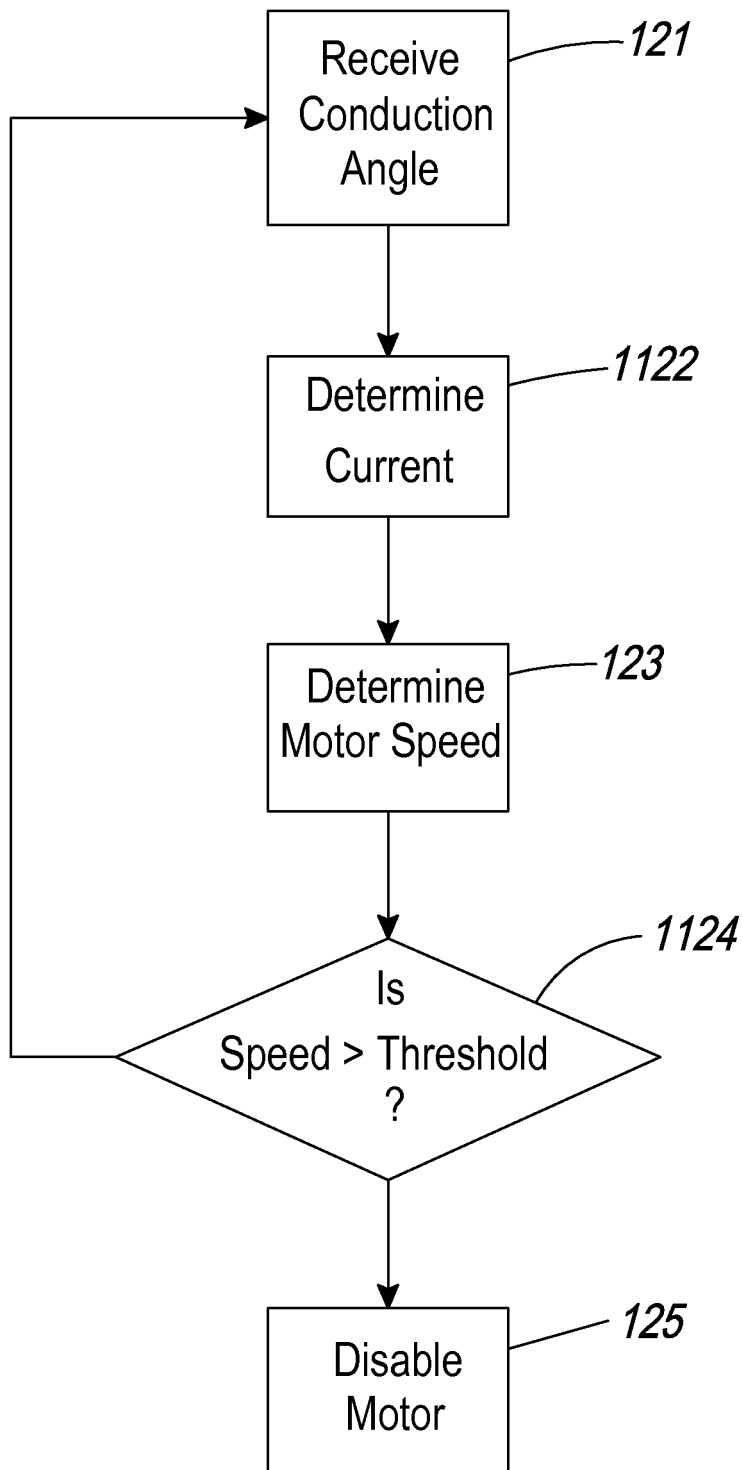 Receive
Conduction
Angle
121
Determine
Current
1122
Determine
Motor Speed
123
Is
Speed > Threshold
?
1124
Disable
Motor
125